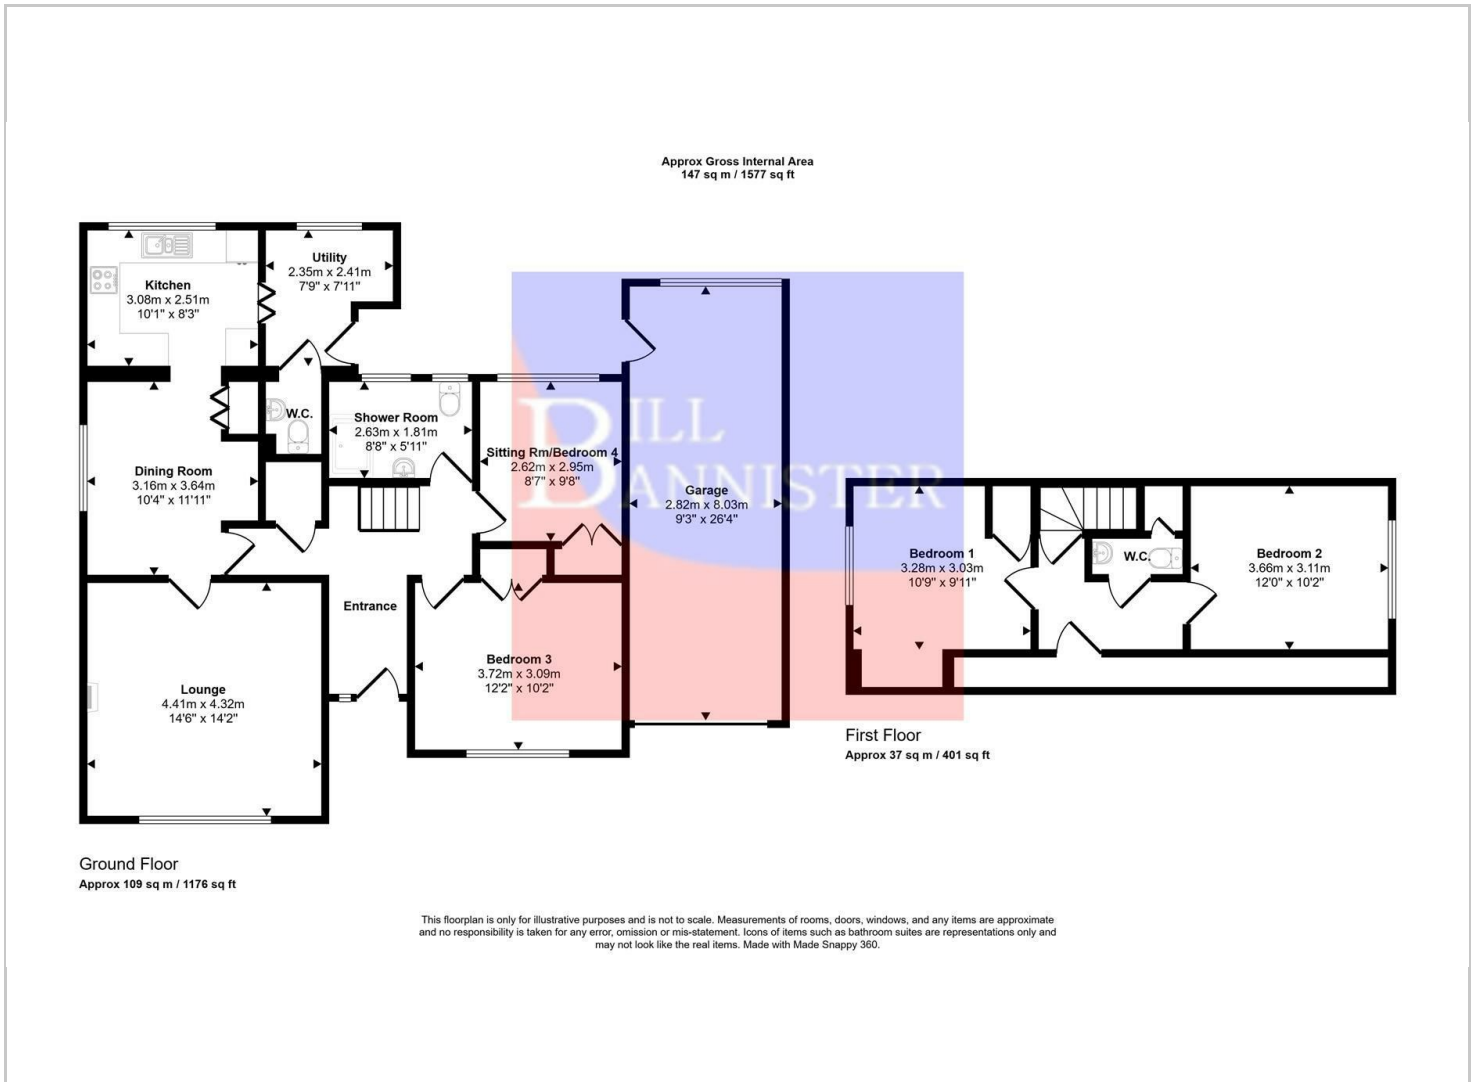 Approx Gross Internal Area
147 sq m / 1577 sq ft
Utility
2.35m x 2.41m
7'9" x 7'11"
Kitchen
3.08m x 2.51m
10'1" x 8'3"
W.C.
Shower Room
2.63m x 1.81m
8'8" x 5'11"
Dining Room
3.16m x 3.64m
10'4" x 11'11"
Sitting Rm/Bedroom 4
2.62m x 2.95m
8'7" x 9'8"
BILL
BANNISTER
Garage
2.82m x 8.03m
9'3" x 26'4"
Entrance
Bedroom 3
3.72m x 3.09m
12'2" x 10'2"
Lounge
4.41m x 4.32m
14'6" x 14'2"
Bedroom 1
3.28m x 3.03m
10'9" x 9'11"
W.C.
Bedroom 2
3.66m x 3.11m
12'0" x 10'2"
First Floor
Approx 37 sq m / 401 sq ft
Ground Floor
Approx 109 sq m / 1176 sq ft
This floorplan is only for illustrative purposes and is not to scale. Measurements of rooms, doors, windows, and any items are approximate
and no responsibility is taken for any error, omission or mis-statement. Icons of items such as bathroom suites are representations only and
may not look like the real items. Made with Made Snappy 360.